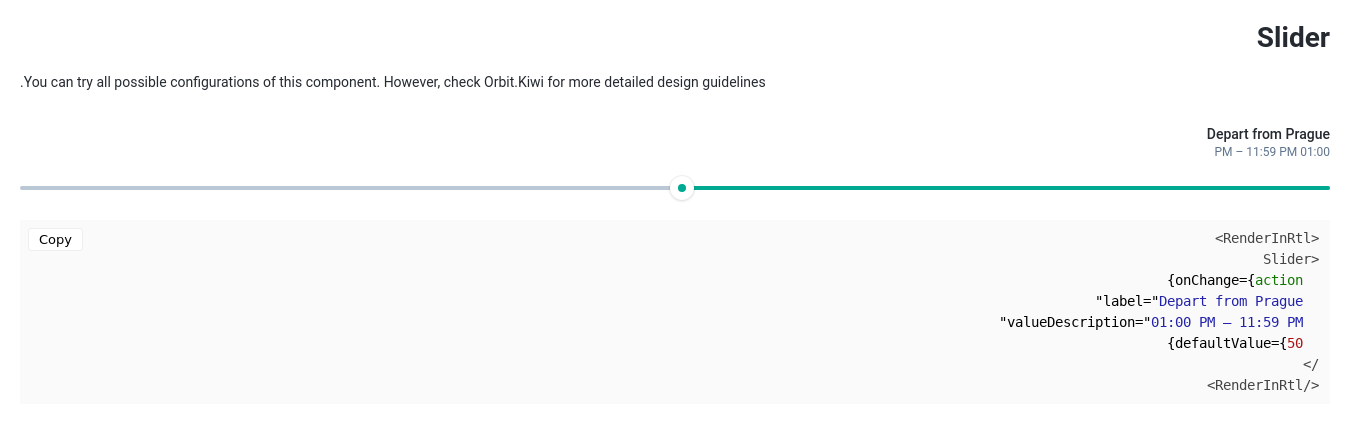 Slider
.You can try all possible configurations of this component. However, check Orbit.Kiwi for more detailed design guidelines
Depart from Prague
PM – 11:59 PM 01:00
Copy
<RenderInRtl>
Slider>
{onChange={action
"label="Depart from Prague
"valueDescription="01:00 PM – 11:59 PM
{defaultValue={50
</
<RenderInRtl/>